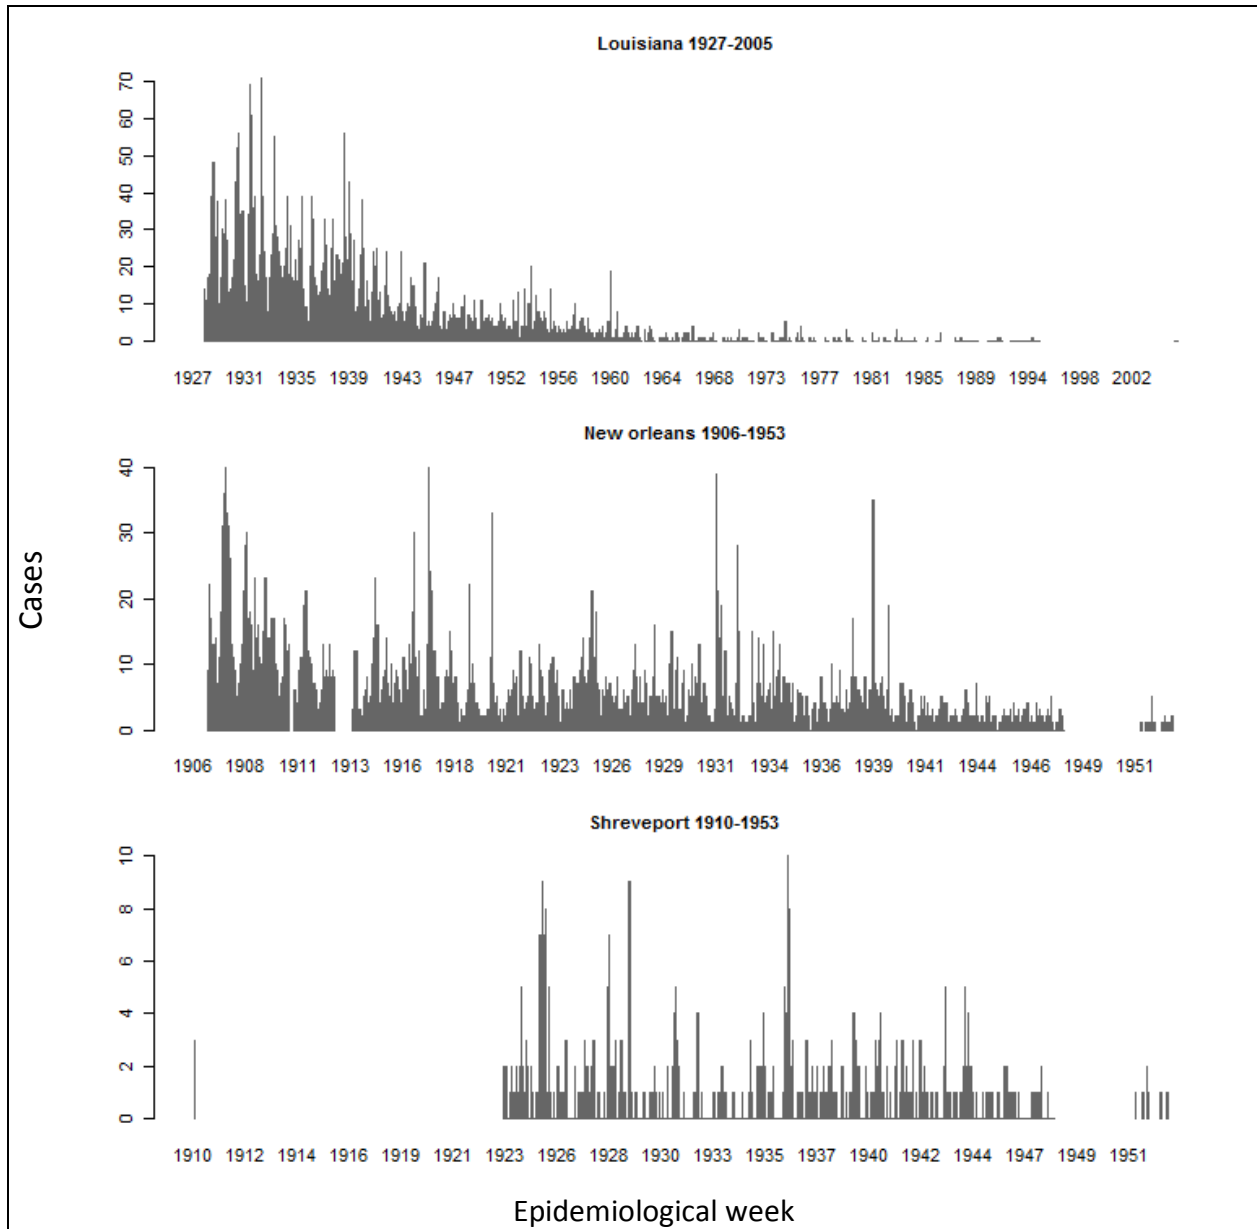 Louisiana 1927-2005
70
60
50
40
30
20
10
0
1927 1931 1935 1939 1943 1947 1952 1956 1960 1964 1968 1973 1977 1981 1985 1989 1994 1998 2002
New orleans 1906-1953
40
30
20
10
0
1906 1908 1911 1913 1916 1918 1921 1923 1926 1929 1931 1934 1936 1939 1941 1944 1946 1949 1951
Cases
Shreveport 1910-1953
10
8
6
4
2
0
1910 1912 1914 1916 1919 1921 1923 1926 1928 1930 1933 1935 1937 1940 1942 1944 1947 1949 1951
Epidemiological week